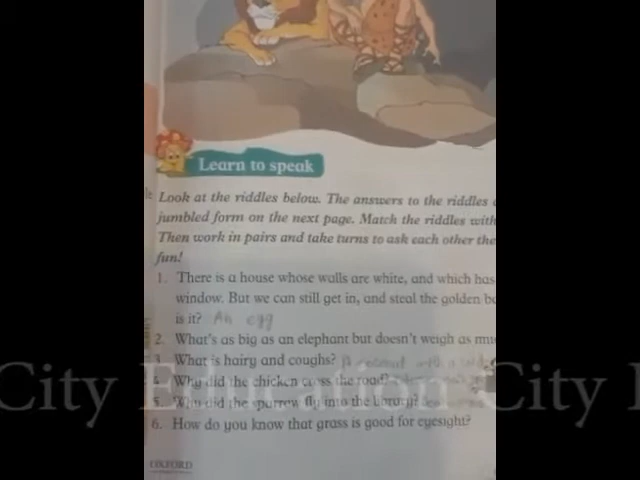 Learn to speak
Look at the riddles below. The answers to the riddles
jumbled form on the next page. Match the riddles with
Then work in pairs and take turns to ask each other the
fun!
1. There is a house whose walls are white, and which has
window. But we can still get in, and steal the golden
is it? An egg
2. What's as big as an elephant but doesn't weigh as
3. What is hairy and coughs? A coconut with a
4. Why did the chicken cross the road?
5. Why did the sparrow fly into the library?
6. How do you know that grass is good for eyesight?
OXFORD
City Education City